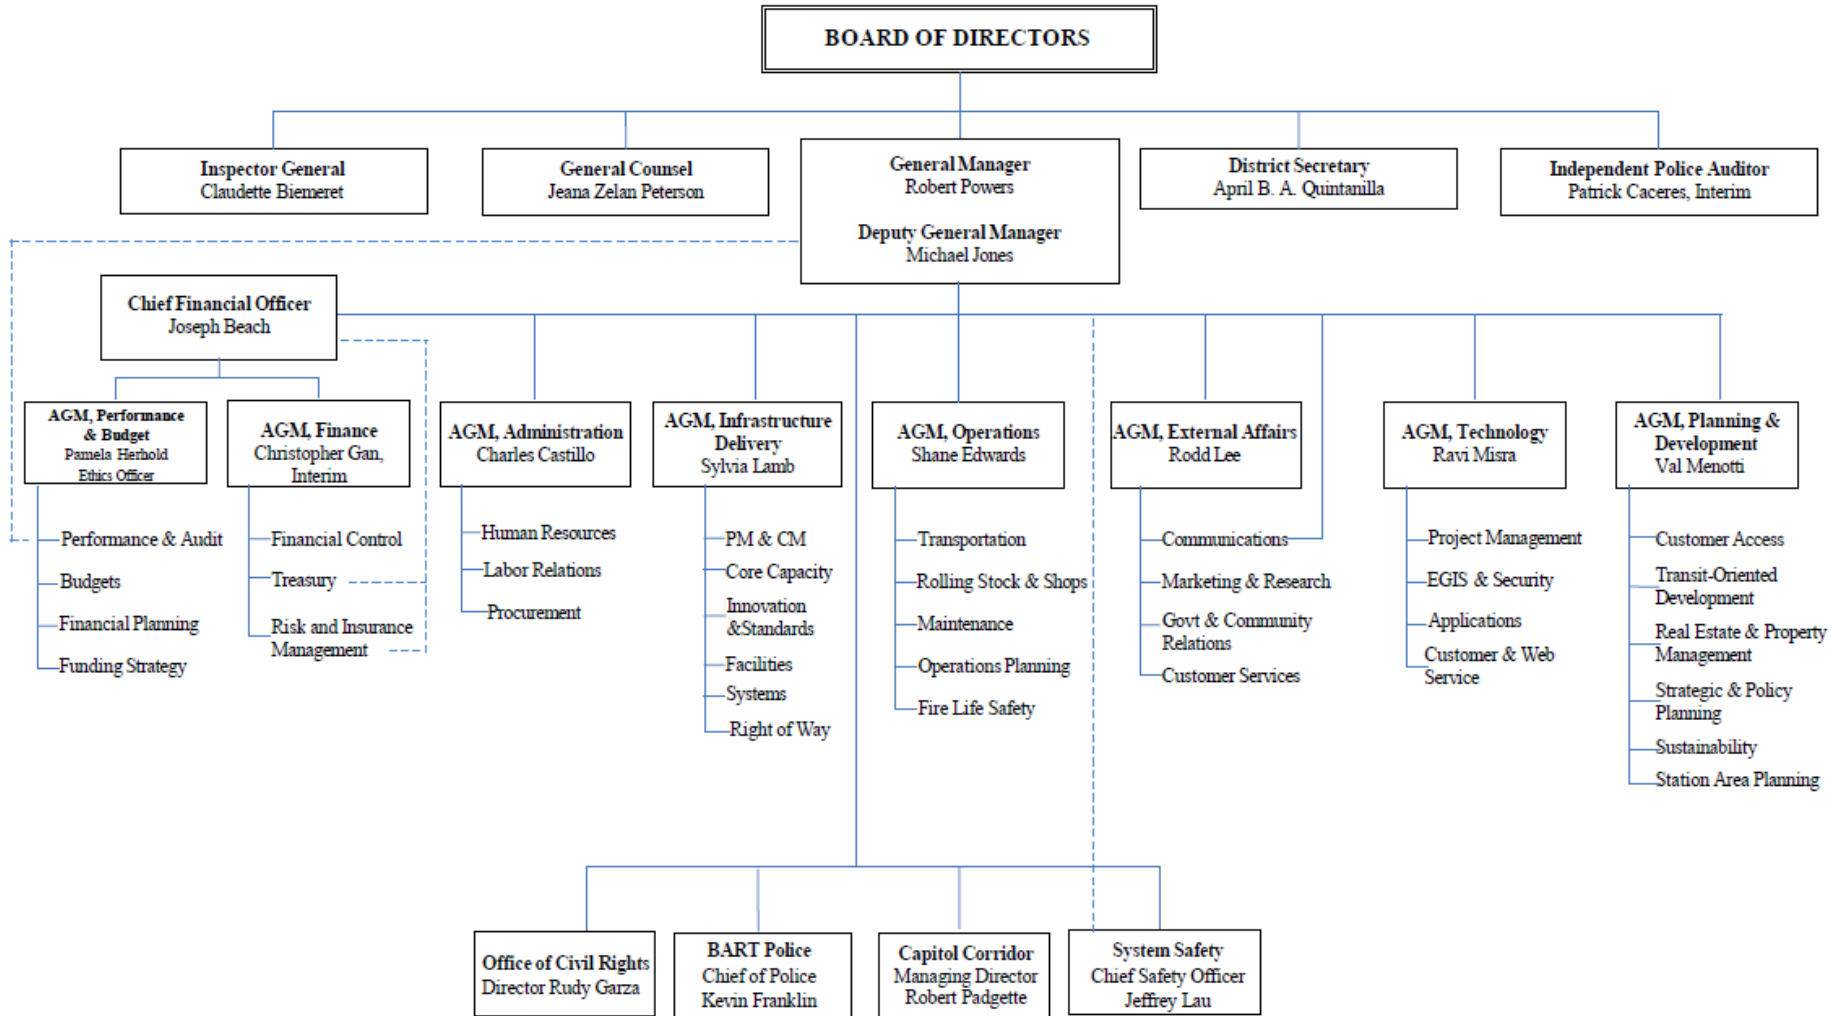 BOARD OF DIRECTORS
Inspector General
Claudette Biemeret
General Counsel
Jeana Zelan Peterson
General Manager
Robert Powers
Deputy General Manager
Michael Jones
District Secretary
April B. A. Quintanilla
Independent Police Auditor
Patrick Caceres, Interim
Chief Financial Officer
Joseph Beach
AGM, Performance
& Budget
Pamela Herhold
Ethics Officer
AGM, Finance
Christopher Gan,
Interim
AGM, Administration
Charles Castillo
AGM, Infrastructure
Delivery
Sylvia Lamb
AGM, Operations
Shane Edwards
AGM, External Affairs
Rodd Lee
AGM, Technology
Ravi Misra
AGM, Planning &
Development
Val Menotti
Performance & Audit
Budgets
Financial Planning
Funding Strategy
Financial Control
Treasury
Risk and Insurance
Management
Human Resources
Labor Relations
Procurement
PM & CM
Core Capacity
Innovation
&Standards
Facilities
Systems
Right of Way
Transportation
Rolling Stock & Shops
Maintenance
Operations Planning
Fire Life Safety
Communications
Marketing & Research
Govt & Community
Relations
Customer Services
Project Management
EGIS & Security
Applications
Customer & Web
Service
Customer Access
Transit-Oriented
Development
Real Estate & Property
Management
Strategic & Policy
Planning
Sustainability
Station Area Planning
Office of Civil Rights
Director Rudy Garza
BART Police
Chief of Police
Kevin Franklin
Capitol Corridor
Managing Director
Robert Padgette
System Safety
Chief Safety Officer
Jeffrey Lau